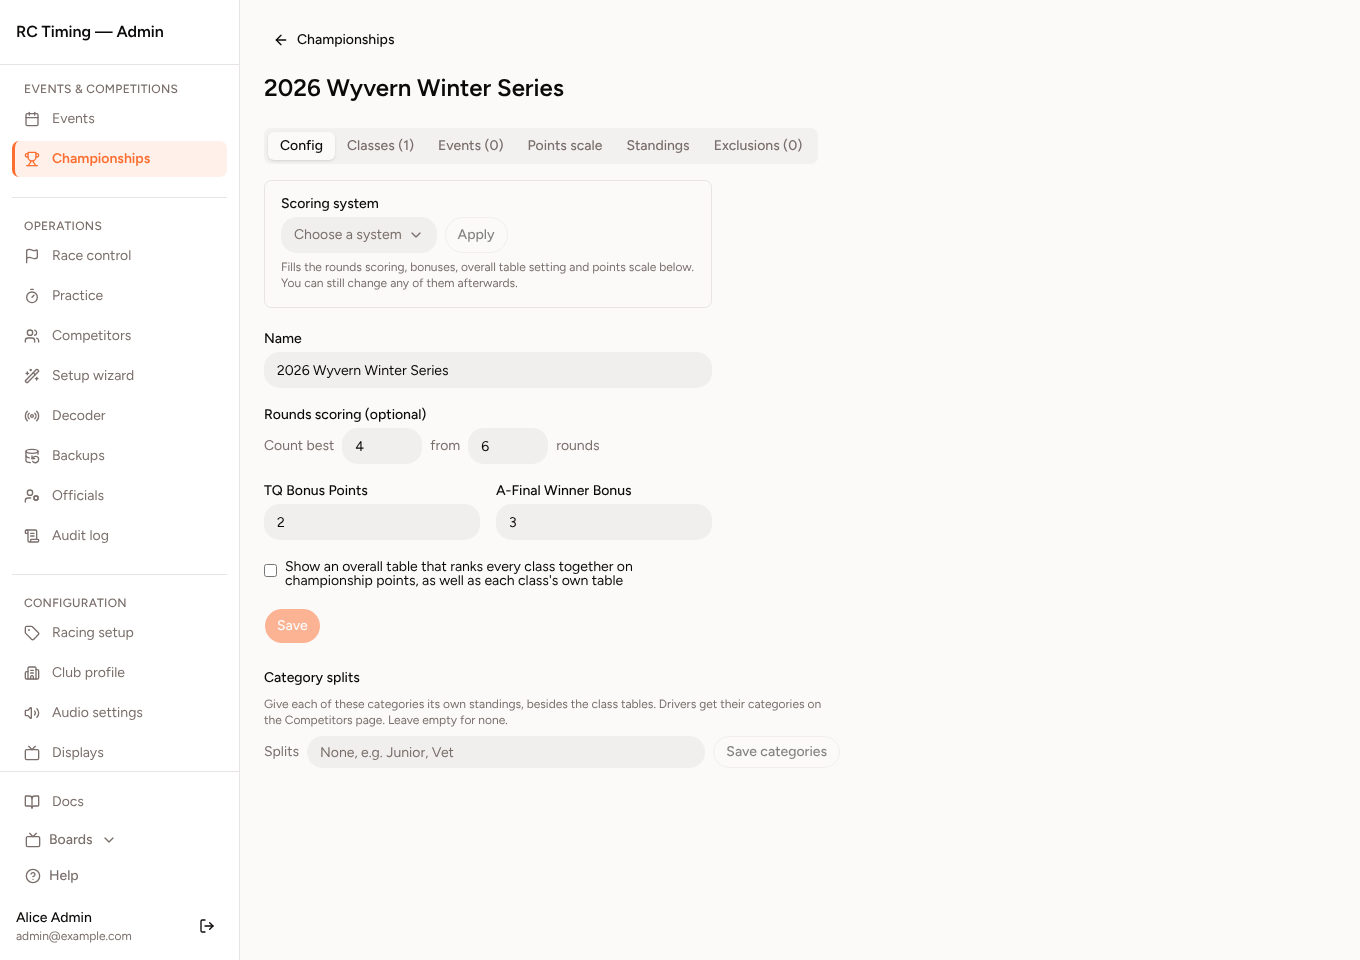 RC Timing — Admin
EVENTS & COMPETITIONS
Events
Championships
OPERATIONS
Race control
Practice
Competitors
Setup wizard
Decoder
Backups
Officials
Audit log
CONFIGURATION
Racing setup
Club profile
Audio settings
Displays
Docs
Boards
Help
Alice Admin
admin@example.com
Championships
2026 Wyvern Winter Series
Config Classes (1) Events (0) Points scale Standings Exclusions (0)
Scoring system
Choose a system Apply
Fills the rounds scoring, bonuses, overall table setting and points scale below.
You can still change any of them afterwards.
Name
2026 Wyvern Winter Series
Rounds scoring (optional)
Count best 4 from 6 rounds
TQ Bonus Points A-Final Winner Bonus
2 3
Show an overall table that ranks every class together on
championship points, as well as each class's own table
Save
Category splits
Give each of these categories its own standings, besides the class tables. Drivers get their categories on
the Competitors page. Leave empty for none.
Splits None, e.g. Junior, Vet Save categories